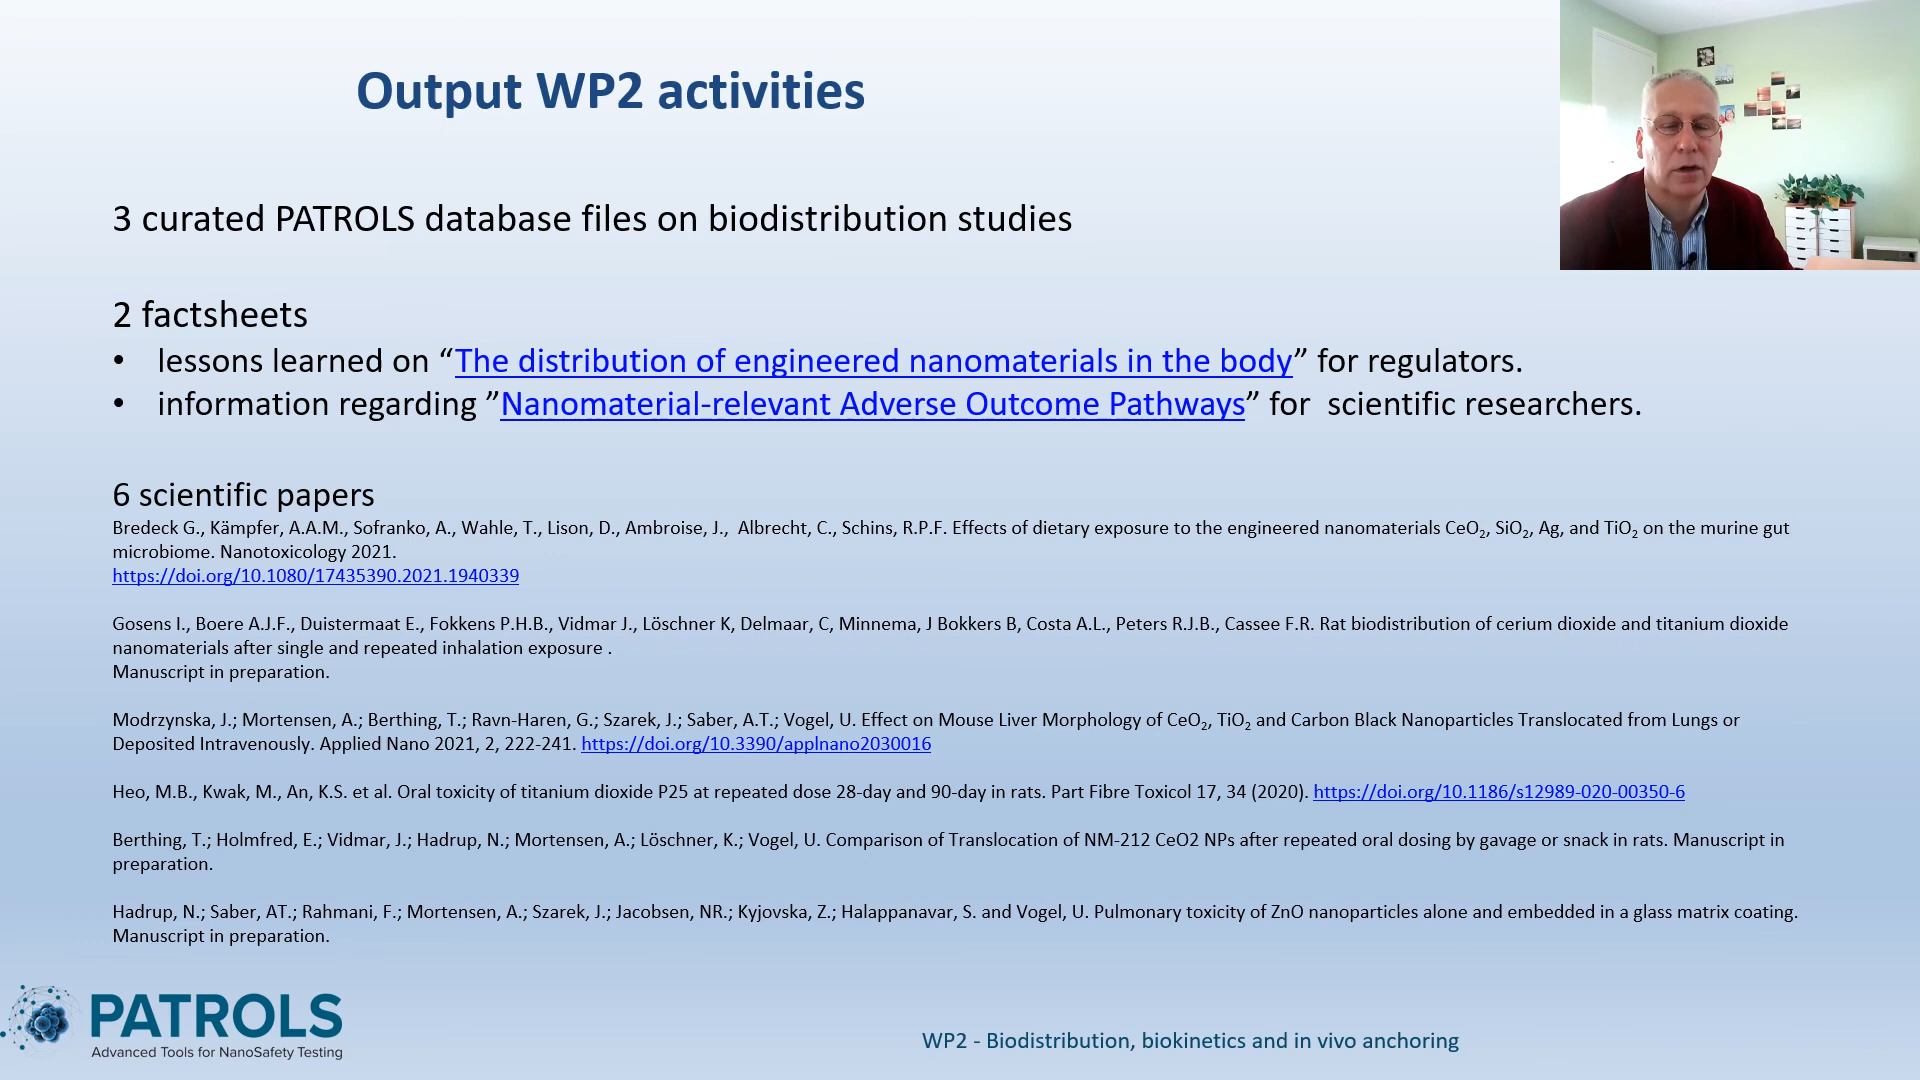 Output WP2 activities
3 curated PATROLS database files on biodistribution studies
2 factsheets
• lessons learned on “The distribution of engineered nanomaterials in the body” for regulators.
• information regarding ”Nanomaterial-relevant Adverse Outcome Pathways” for  scientific researchers.
6 scientific papers
Bredeck G., Kämpfer, A.A.M., Sofranko, A., Wahle, T., Lison, D., Ambroise, J.,  Albrecht, C., Schins, R.P.F. Effects of dietary exposure to the engineered nanomaterials CeO₂, SiO₂, Ag, and TiO₂ on the murine gut
microbiome. Nanotoxicology 2021.
https://doi.org/10.1080/17435390.2021.1940339
Gosens I., Boere A.J.F., Duistermaat E., Fokkens P.H.B., Vidmar J., Löschner K, Delmaar, C, Minnema, J Bokkers B, Costa A.L., Peters R.J.B., Cassee F.R. Rat biodistribution of cerium dioxide and titanium dioxide
nanomaterials after single and repeated inhalation exposure .
Manuscript in preparation.
Modrzynska, J.; Mortensen, A.; Berthing, T.; Ravn-Haren, G.; Szarek, J.; Saber, A.T.; Vogel, U. Effect on Mouse Liver Morphology of CeO₂, TiO₂ and Carbon Black Nanoparticles Translocated from Lungs or
Deposited Intravenously. Applied Nano 2021, 2, 222-241. https://doi.org/10.3390/applnano2030016
Heo, M.B., Kwak, M., An, K.S. et al. Oral toxicity of titanium dioxide P25 at repeated dose 28-day and 90-day in rats. Part Fibre Toxicol 17, 34 (2020). https://doi.org/10.1186/s12989-020-00350-6
Berthing, T.; Holmfred, E.; Vidmar, J.; Hadrup, N.; Mortensen, A.; Löschner, K.; Vogel, U. Comparison of Translocation of NM-212 CeO2 NPs after repeated oral dosing by gavage or snack in rats. Manuscript in
preparation.
Hadrup, N.; Saber, AT.; Rahmani, F.; Mortensen, A.; Szarek, J.; Jacobsen, NR.; Kyjovska, Z.; Halappanavar, S. and Vogel, U. Pulmonary toxicity of ZnO nanoparticles alone and embedded in a glass matrix coating.
Manuscript in preparation.
PATROLS
Advanced Tools for NanoSafety Testing
WP2 - Biodistribution, biokinetics and in vivo anchoring